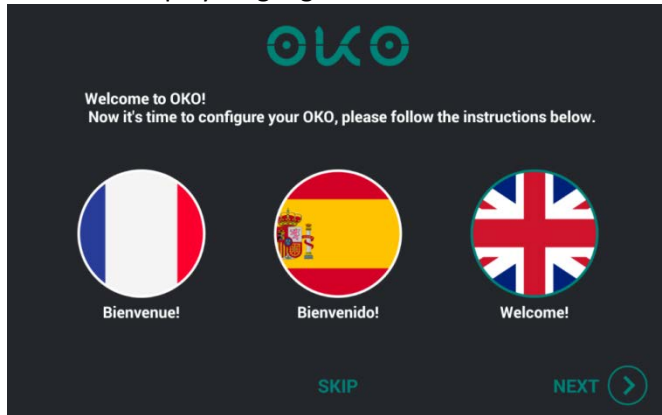 OKO
Welcome to OKO!
Now it's time to configure your OKO, please follow the instructions below.
Bienvenue!
Bienvenido!
Welcome!
SKIP
NEXT